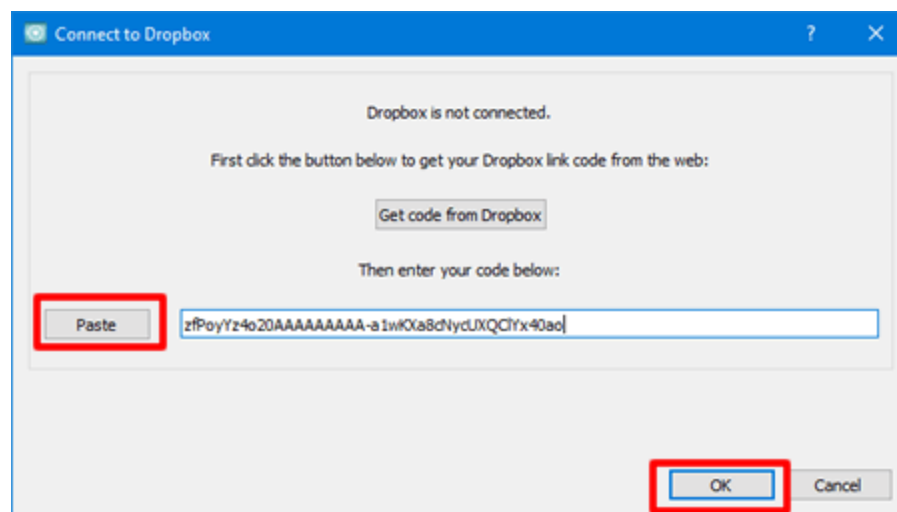 Connect to Dropbox ?
Dropbox is not connected.
First click the button below to get your Dropbox link code from the web:
Get code from Dropbox
Then enter your code below:
Paste zfPoyYz4o20AAAAAAAAA-a1wKXa8cNycUXQClYx40ao
OK Cancel